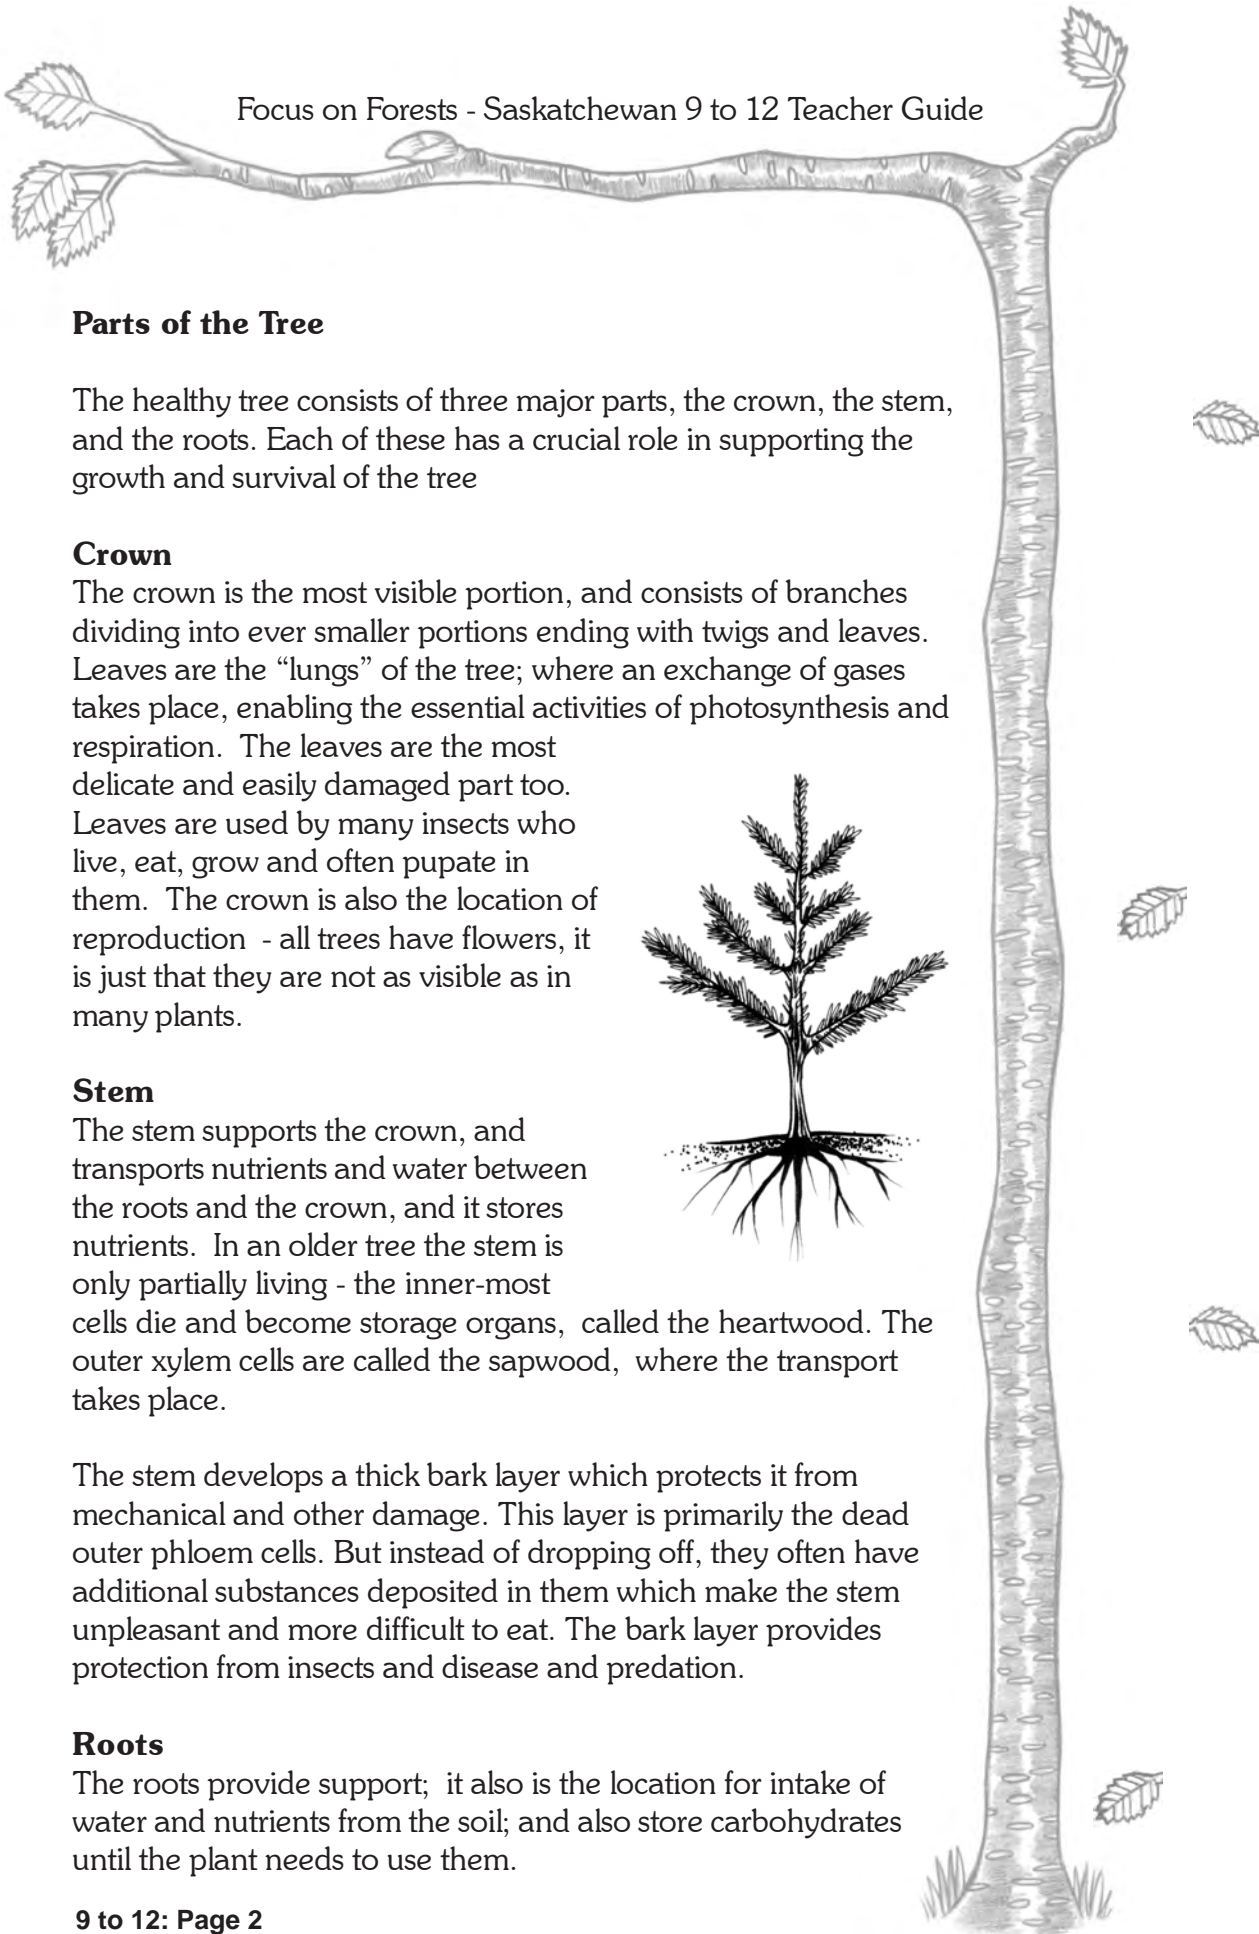 Focus on Forests - Saskatchewan 9 to 12 Teacher Guide
Parts of the Tree
The healthy tree consists of three major parts, the crown, the stem,
and the roots. Each of these has a crucial role in supporting the
growth and survival of the tree
Crown
The crown is the most visible portion, and consists of branches
dividing into ever smaller portions ending with twigs and leaves.
Leaves are the “lungs” of the tree; where an exchange of gases
takes place, enabling the essential activities of photosynthesis and
respiration.  The leaves are the most
delicate and easily damaged part too.
Leaves are used by many insects who
live, eat, grow and often pupate in
them.  The crown is also the location of
reproduction  - all trees have flowers, it
is just that they are not as visible as in
many plants.
Stem
The stem supports the crown, and
transports nutrients and water between
the roots and the crown, and it stores
nutrients.  In an older tree the stem is
only partially living - the inner-most
cells die and become storage organs,  called the heartwood. The
outer xylem cells are called the sapwood,  where the transport
takes place.
The stem develops a thick bark layer which protects it from
mechanical and other damage. This layer is primarily the dead
outer phloem cells. But instead of dropping off, they often have
additional substances deposited in them which make the stem
unpleasant and more difficult to eat. The bark layer provides
protection from insects and disease and predation.
Roots
The roots provide support;  it also is the location for intake of
water and nutrients from the soil; and also store carbohydrates
until the plant needs to use them.
9 to 12: Page 2